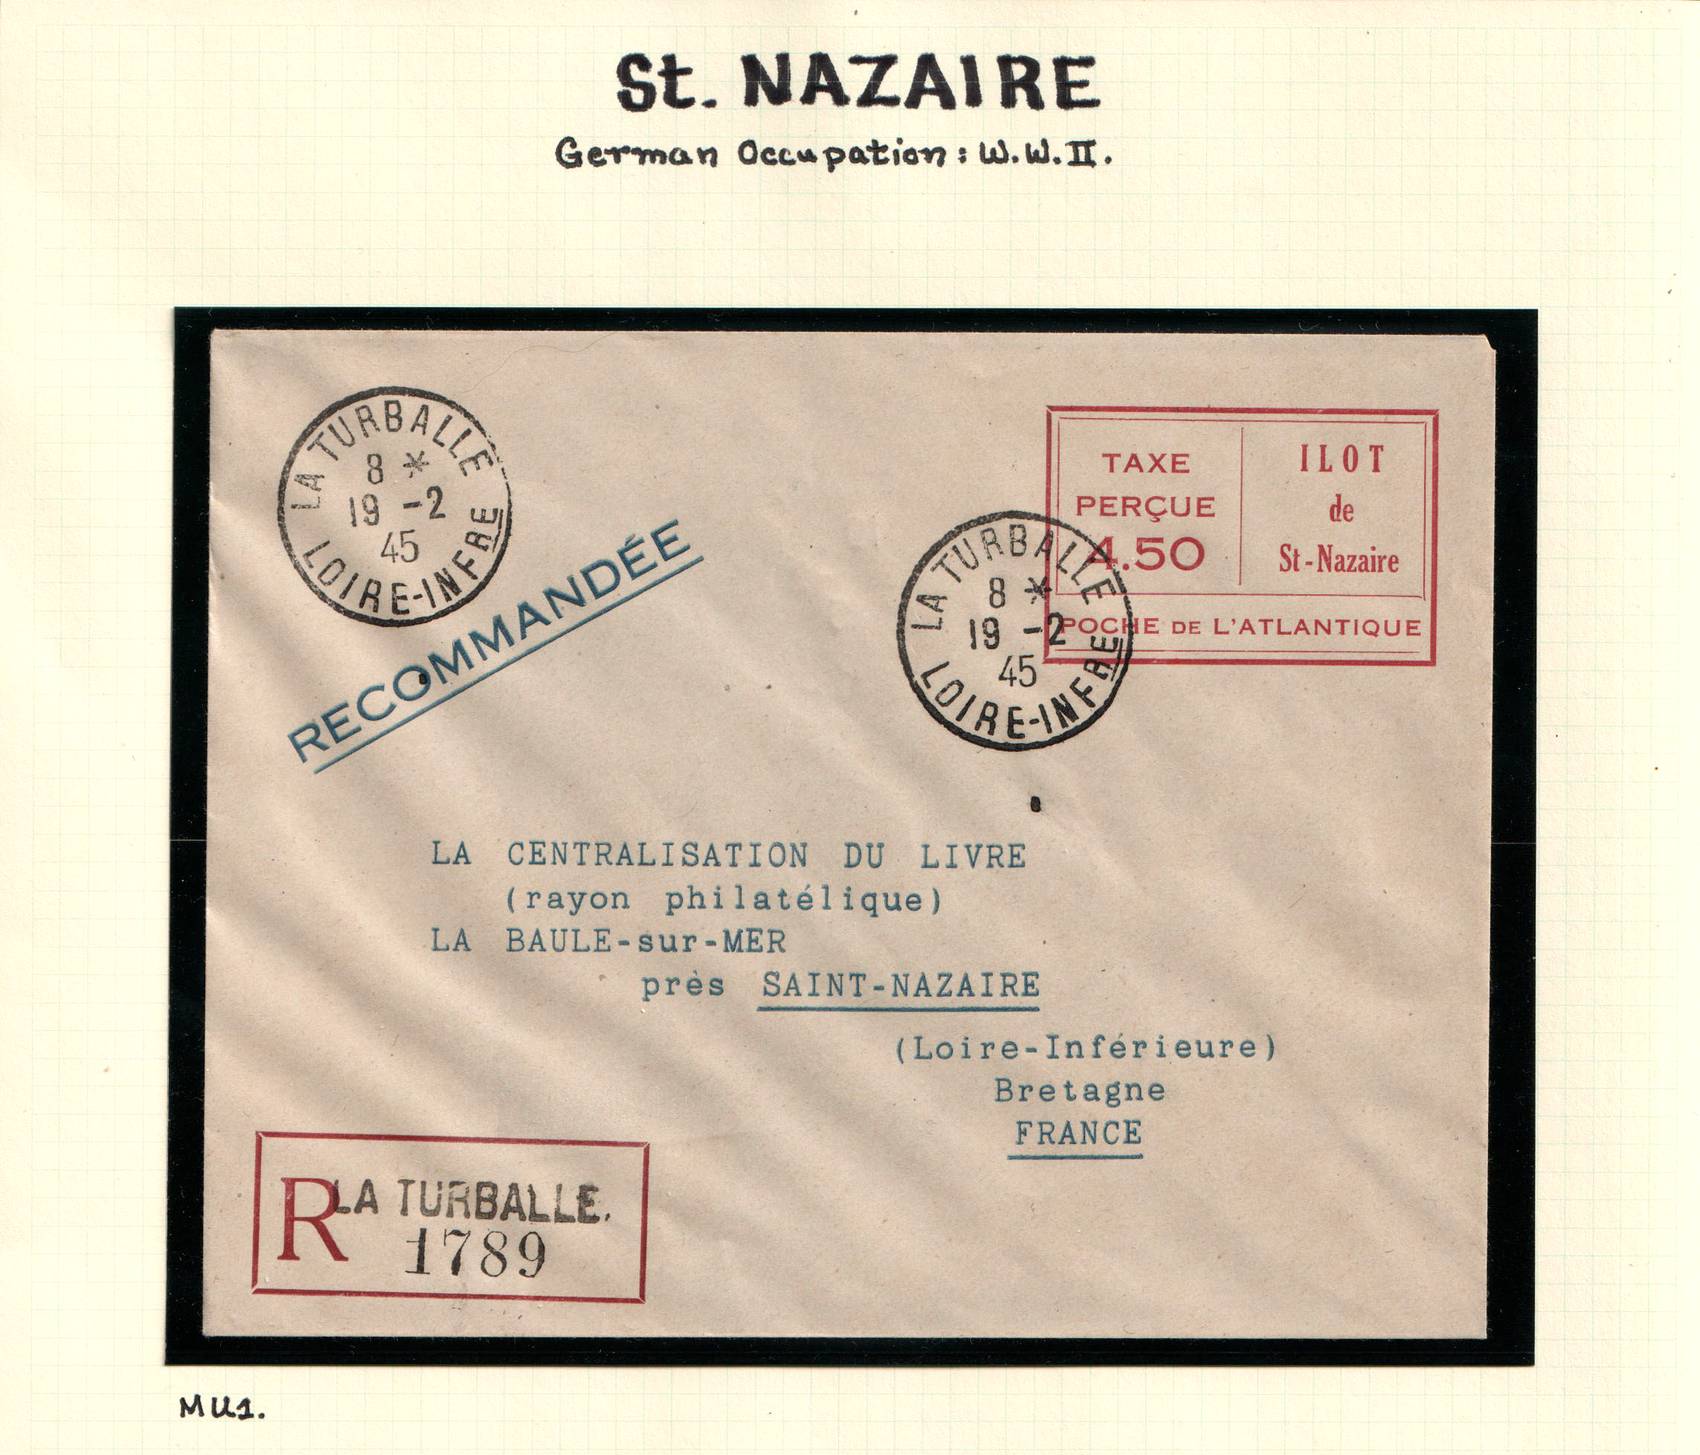 St. NAZAIRE
German Occupation: W.W.II.
LA TURBALLE
8 *
19 -2
45
LOIRE-INFRE
RECOMMANDÉE
TAXE
PERÇUE
4.50
ILOT
de
St-Nazaire
POCHE DE L'ATLANTIQUE
LA TURBALLE
8 *
19 -2
45
LOIRE-INFRE
LA CENTRALISATION DU LIVRE
(rayon philatélique)
LA BAULE-sur-MER
près SAINT-NAZAIRE
(Loire-Inférieure)
Bretagne
FRANCE
R LA TURBALLE.
1789
MU1.